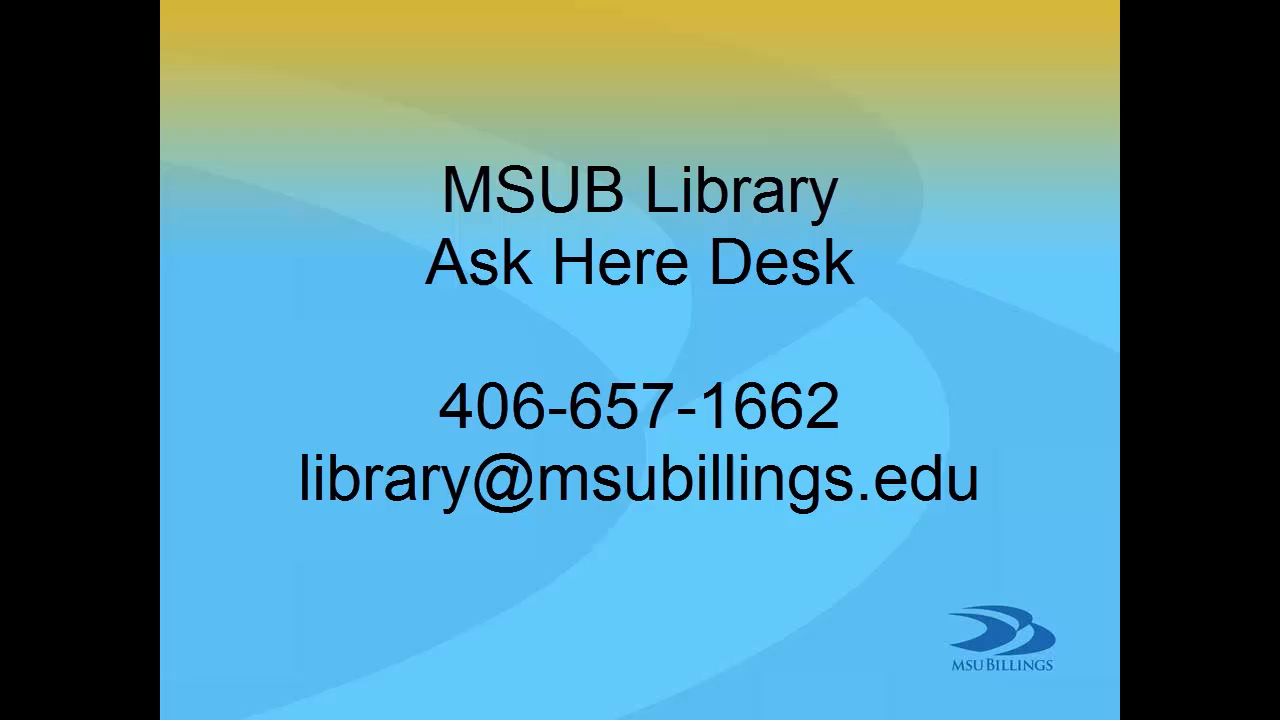 MSUB Library
Ask Here Desk
406-657-1662
library@msubillings.edu
MSU BILLINGS